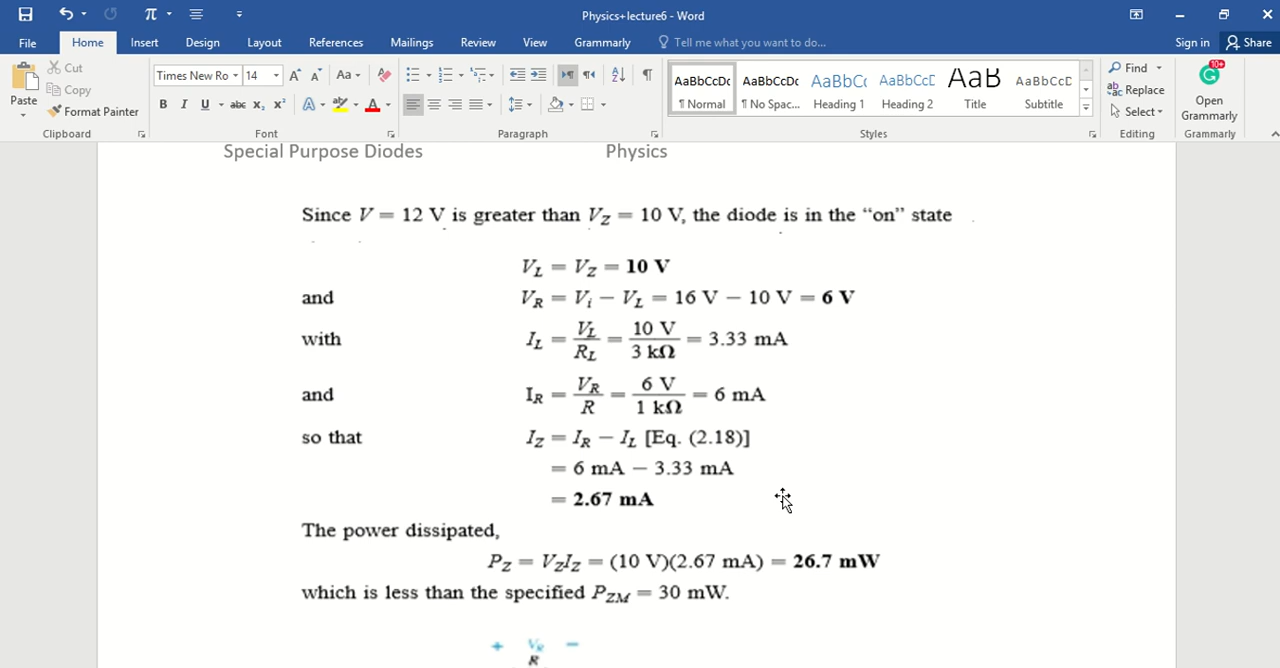 Physics+lecture6 - Word
File Home Insert Design Layout References Mailings Review View Grammarly Tell me what you want to do... Sign in Share
Paste Cut Copy Format Painter
Times New Ro 14 A A Aa
B I U abc x₂ x² A A
AaBbCcDc AaBbCcDc AaBbCc AaBbCcD AaB AaBbCcD
¶ Normal ¶ No Spac... Heading 1 Heading 2 Title Subtitle
Find Replace Select
10+
Open Grammarly
Clipboard Font Paragraph Styles Editing Grammarly
Special Purpose Diodes Physics
Since V = 12 V is greater than V_Z = 10 V, the diode is in the “on” state
V_L = V_Z = 10 V
and V_R = V_i − V_L = 16 V − 10 V = 6 V
with I_L = V_L/R_L = 10 V/3 kΩ = 3.33 mA
and I_R = V_R/R = 6 V/1 kΩ = 6 mA
so that I_Z = I_R − I_L [Eq. (2.18)]
= 6 mA − 3.33 mA
= 2.67 mA
The power dissipated,
P_Z = V_Z I_Z = (10 V)(2.67 mA) = 26.7 mW
which is less than the specified P_ZM = 30 mW.
+ V_R −
R